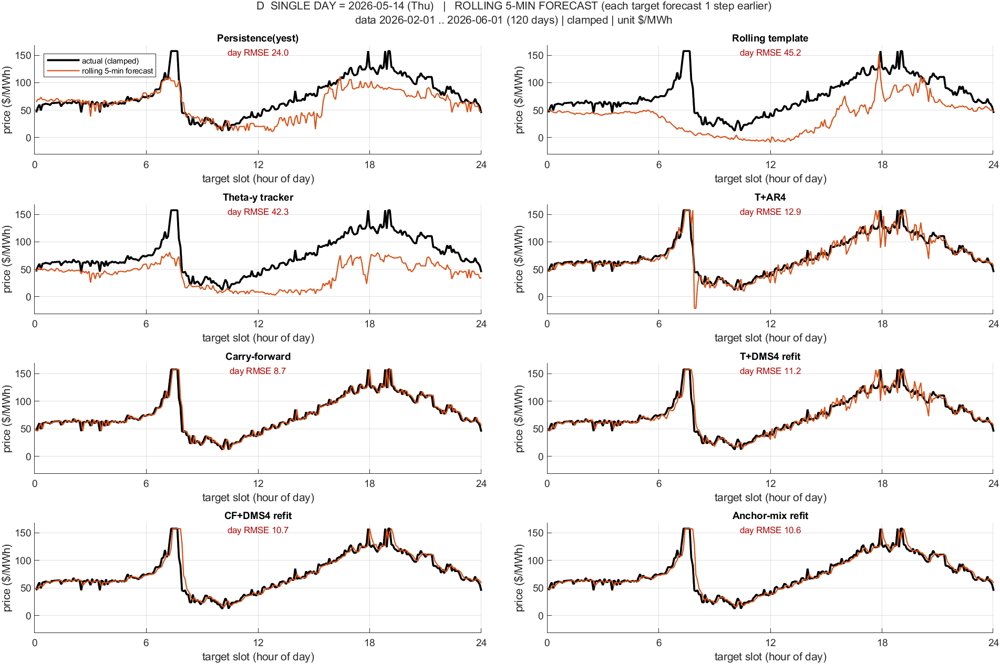 D  SINGLE DAY = 2026-05-14 (Thu)   |   ROLLING 5-MIN FORECAST (each target forecast 1 step earlier)
data 2026-02-01 .. 2026-06-01 (120 days) | clamped | unit $/MWh
Persistence(yest)
day RMSE 24.0
actual (clamped)
rolling 5-min forecast
price ($/MWh)
150
100
50
0
0 6 12 18 24
target slot (hour of day)
Rolling template
day RMSE 45.2
price ($/MWh)
150
100
50
0
0 6 12 18 24
target slot (hour of day)
Theta-y tracker
day RMSE 42.3
price ($/MWh)
150
100
50
0
0 6 12 18 24
target slot (hour of day)
T+AR4
day RMSE 12.9
price ($/MWh)
150
100
50
0
0 6 12 18 24
target slot (hour of day)
Carry-forward
day RMSE 8.7
price ($/MWh)
150
100
50
0
0 6 12 18 24
target slot (hour of day)
T+DMS4 refit
day RMSE 11.2
price ($/MWh)
150
100
50
0
0 6 12 18 24
target slot (hour of day)
CF+DMS4 refit
day RMSE 10.7
price ($/MWh)
150
100
50
0
0 6 12 18 24
target slot (hour of day)
Anchor-mix refit
day RMSE 10.6
price ($/MWh)
150
100
50
0
0 6 12 18 24
target slot (hour of day)